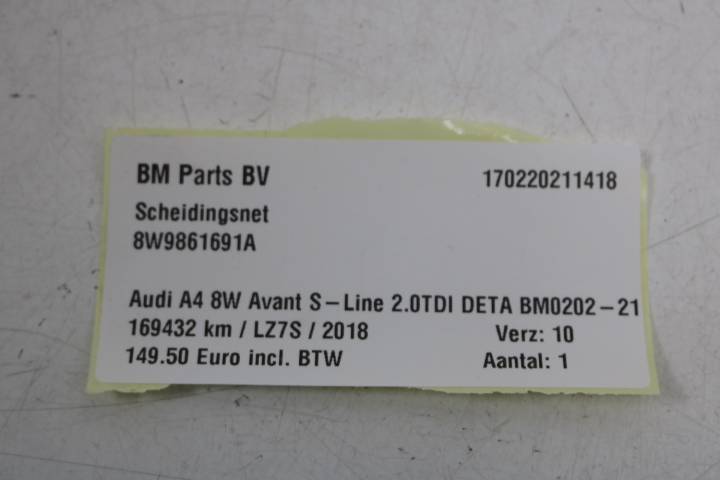 BM Parts BV 170220211418
Scheidingsnet
8W9861691A
Audi A4 8W Avant S-Line 2.0TDI DETA BM0202-21
169432 km / LZ7S / 2018 Verz: 10
149.50 Euro incl. BTW Aantal: 1